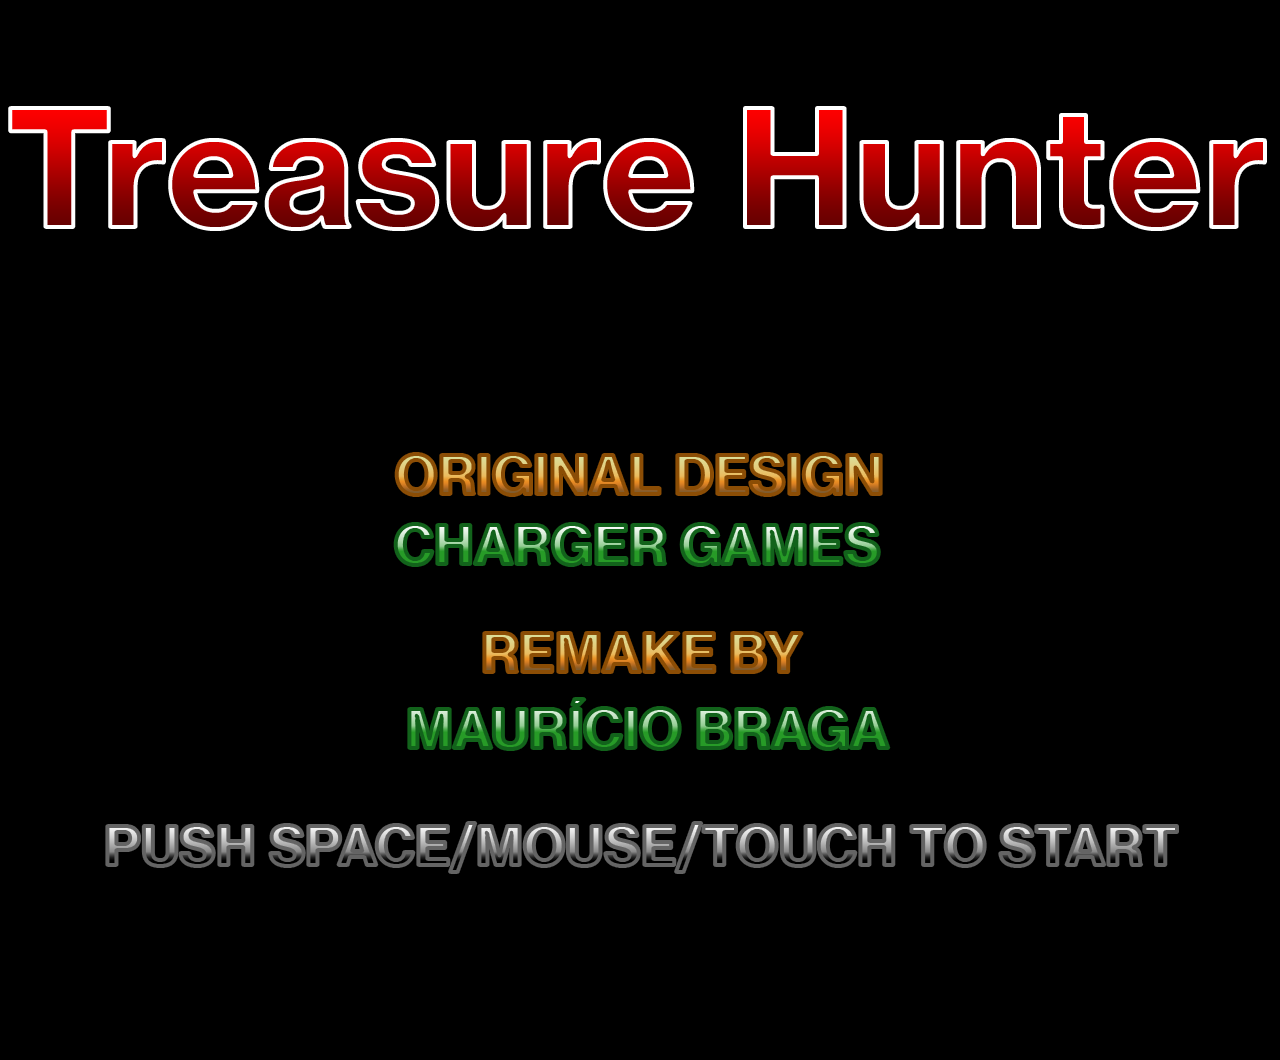 Treasure Hunter
ORIGINAL DESIGN
CHARGER GAMES
REMAKE BY
MAURÍCIO BRAGA
PUSH SPACE/MOUSE/TOUCH TO START